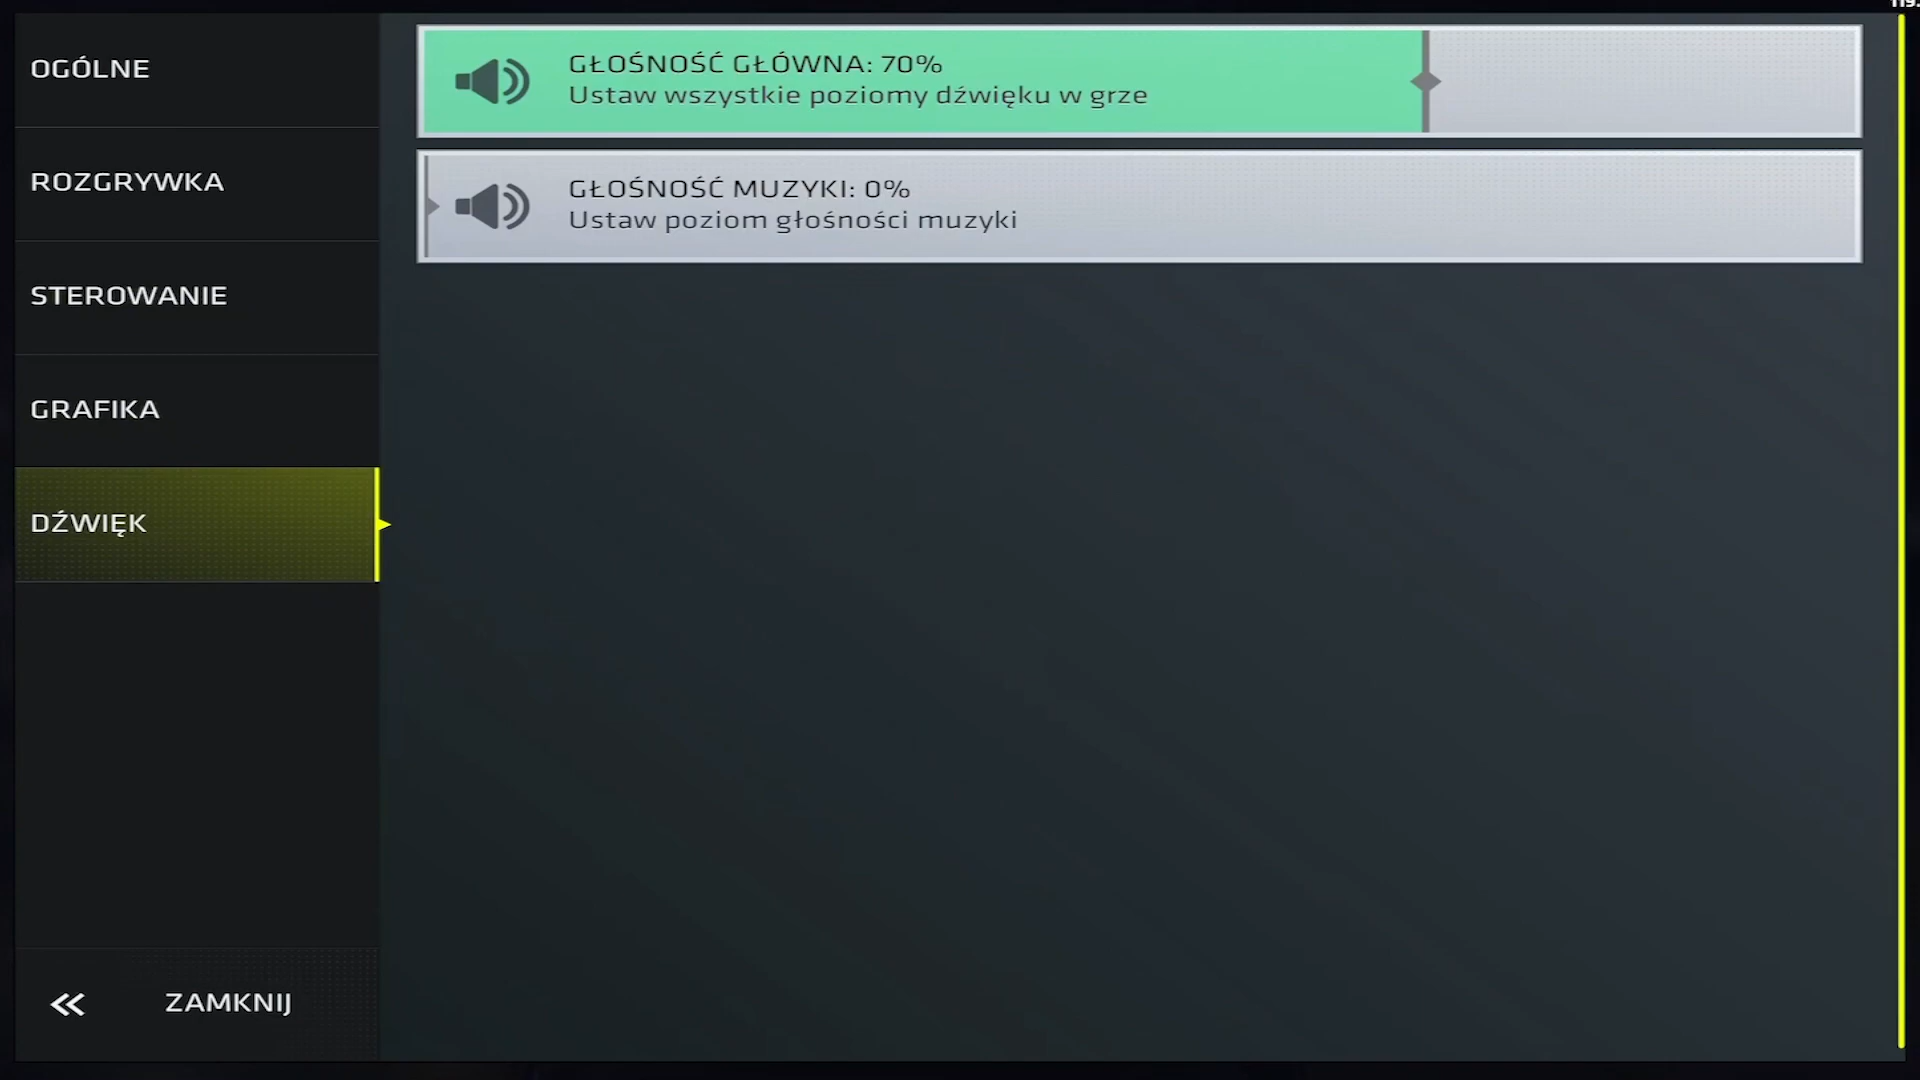 OGÓLNE
ROZGRYWKA
STEROWANIE
GRAFIKA
DŹWIĘK
ZAMKNIJ
GŁOŚNOŚĆ GŁÓWNA: 70%
Ustaw wszystkie poziomy dźwięku w grze
GŁOŚNOŚĆ MUZYKI: 0%
Ustaw poziom głośności muzyki